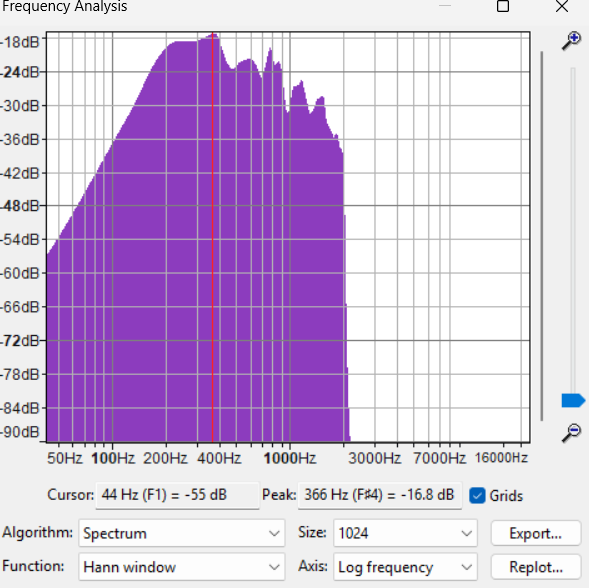 Frequency Analysis
-18dB
-24dB
-30dB
-36dB
-42dB
-48dB
-54dB
-60dB
-66dB
-72dB
-78dB
-84dB
-90dB
50Hz 100Hz 200Hz 400Hz 1000Hz 3000Hz 7000Hz 16000Hz
Cursor: 44 Hz (F1) = -55 dB Peak: 366 Hz (F♯4) = -16.8 dB Grids
Algorithm: Spectrum Size: 1024 Export...
Function: Hann window Axis: Log frequency Replot...